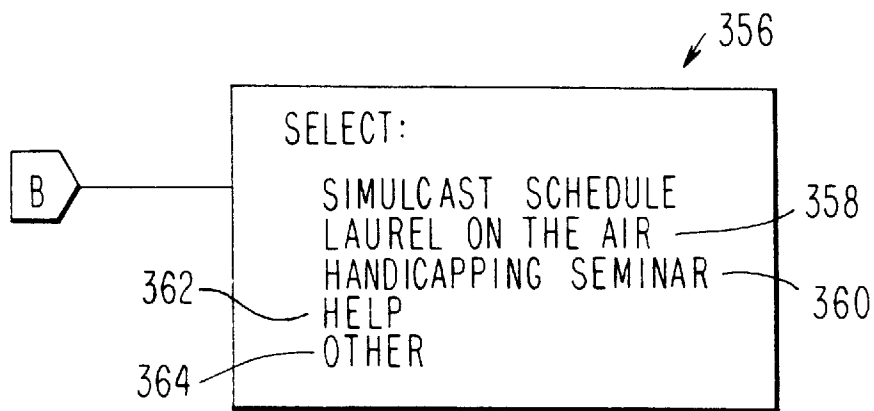 356
SELECT:
B
SIMULCAST SCHEDULE
LAUREL ON THE AIR
358
HANDICAPPING SEMINAR
360
362
HELP
OTHER
364